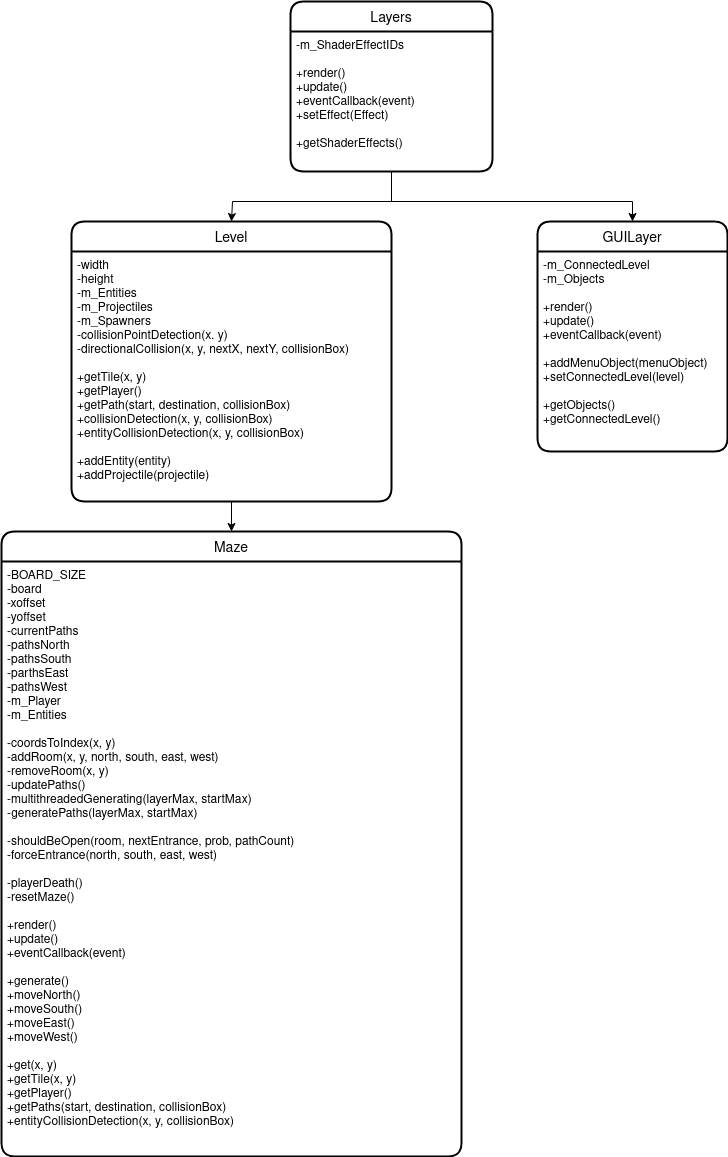 Layers
-m_ShaderEffectIDs
+render()
+update()
+eventCallback(event)
+setEffect(Effect)
+getShaderEffects()
Level
-width
-height
-m_Entities
-m_Projectiles
-m_Spawners
-collisionPointDetection(x. y)
-directionalCollision(x, y, nextX, nextY, collisionBox)
+getTile(x, y)
+getPlayer()
+getPath(start, destination, collisionBox)
+collisionDetection(x, y, collisionBox)
+entityCollisionDetection(x, y, collisionBox)
+addEntity(entity)
+addProjectile(projectile)
GUILayer
-m_ConnectedLevel
-m_Objects
+render()
+update()
+eventCallback(event)
+addMenuObject(menuObject)
+setConnectedLevel(level)
+getObjects()
+getConnectedLevel()
Maze
-BOARD_SIZE
-board
-xoffset
-yoffset
-currentPaths
-pathsNorth
-pathsSouth
-parthsEast
-pathsWest
-m_Player
-m_Entities
-coordsToIndex(x, y)
-addRoom(x, y, north, south, east, west)
-removeRoom(x, y)
-updatePaths()
-multithreadedGenerating(layerMax, startMax)
-generatePaths(layerMax, startMax)
-shouldBeOpen(room, nextEntrance, prob, pathCount)
-forceEntrance(north, south, east, west)
-playerDeath()
-resetMaze()
+render()
+update()
+eventCallback(event)
+generate()
+moveNorth()
+moveSouth()
+moveEast()
+moveWest()
+get(x, y)
+getTile(x, y)
+getPlayer()
+getPaths(start, destination, collisionBox)
+entityCollisionDetection(x, y, collisionBox)